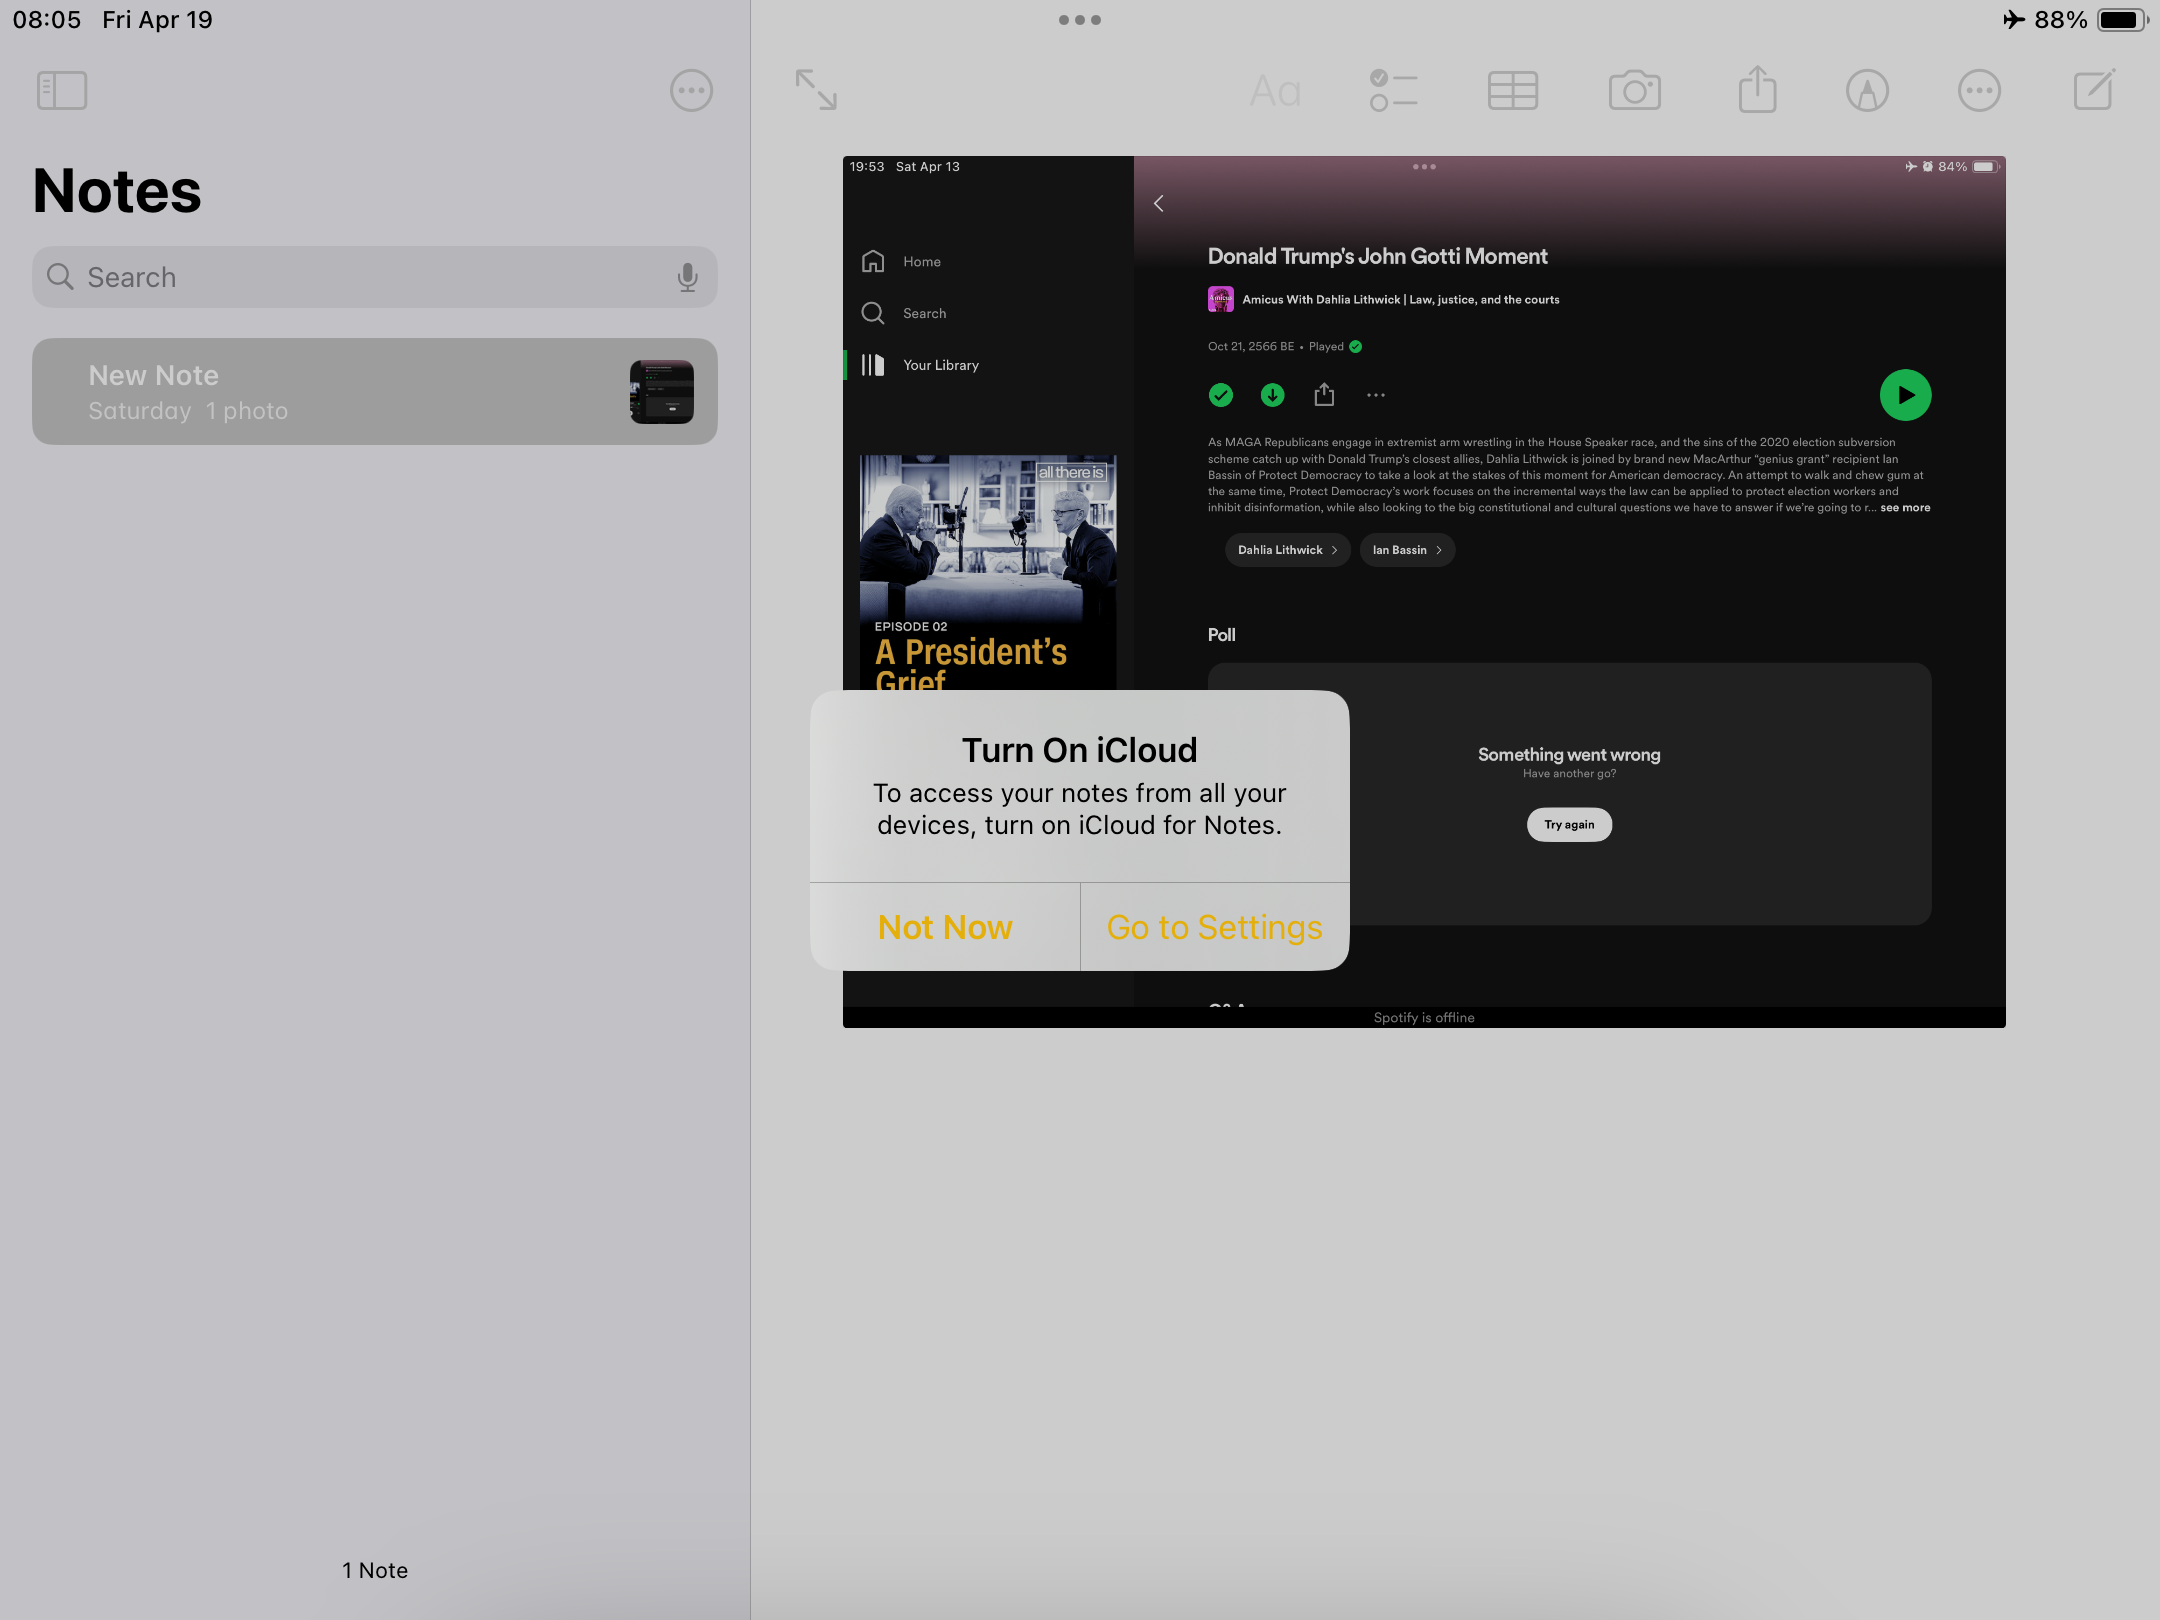 08:05 Fri Apr 19
88%
Notes
Search
New Note
Saturday 1 photo
1 Note
Aa
19:53 Sat Apr 13
84%
Home
Search
Your Library
all there is
EPISODE 02
A President's
Grief
Donald Trump's John Gotti Moment
Amicus With Dahlia Lithwick | Law, justice, and the courts
Oct 21, 2566 BE • Played
As MAGA Republicans engage in extremist arm wrestling in the House Speaker race, and the sins of the 2020 election subversion
scheme catch up with Donald Trump's closest allies, Dahlia Lithwick is joined by brand new MacArthur “genius grant” recipient Ian
Bassin of Protect Democracy to take a look at the stakes of this moment for American democracy. An attempt to walk and chew gum at
the same time, Protect Democracy's work focuses on the incremental ways the law can be applied to protect election workers and
inhibit disinformation, while also looking to the big constitutional and cultural questions we have to answer if we're going to r... see more
Dahlia Lithwick
Ian Bassin
Poll
Something went wrong
Have another go?
Try again
Spotify is offline
Turn On iCloud
To access your notes from all your
devices, turn on iCloud for Notes.
Not Now
Go to Settings